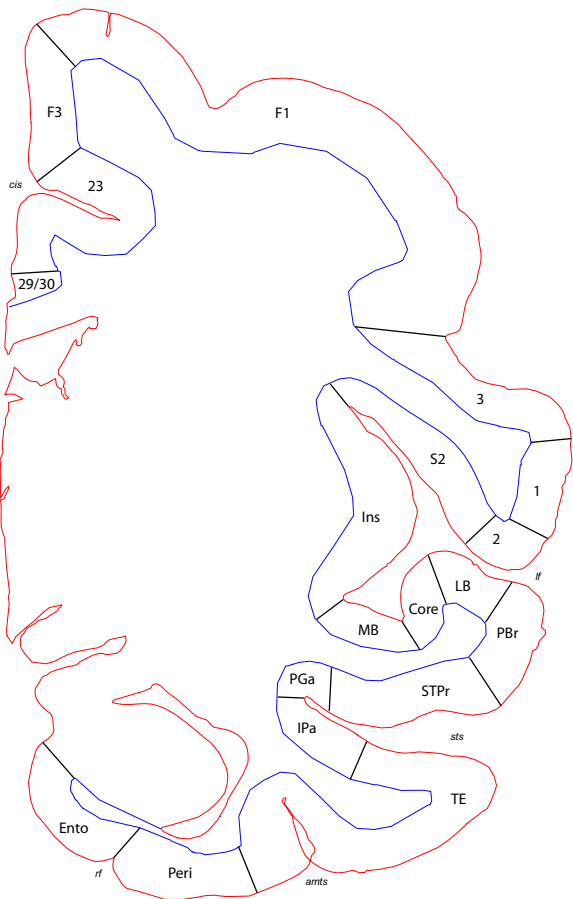 F3
F1
cis
23
29/30
3
S2
1
Ins
2
lf
LB
Core
MB
PBr
PGa
STPr
IPa
sts
TE
Ento
rf
Peri
amts